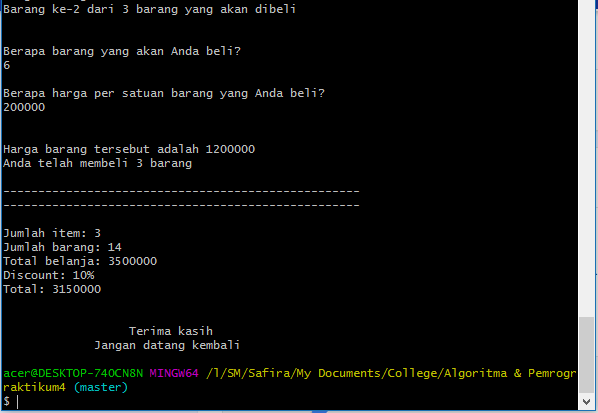 Barang ke-2 dari 3 barang yang akan dibeli
Berapa barang yang akan Anda beli?
6
Berapa harga per satuan barang yang Anda beli?
200000
Harga barang tersebut adalah 1200000
Anda telah membeli 3 barang
---------------------------------------------------
---------------------------------------------------
Jumlah item: 3
Jumlah barang: 14
Total belanja: 3500000
Discount: 10%
Total: 3150000
Terima kasih
Jangan datang kembali
acer@DESKTOP-74OCN8N MINGW64 /l/SM/Safira/My Documents/College/Algoritma & Pemrogr
raktikum4 (master)
$